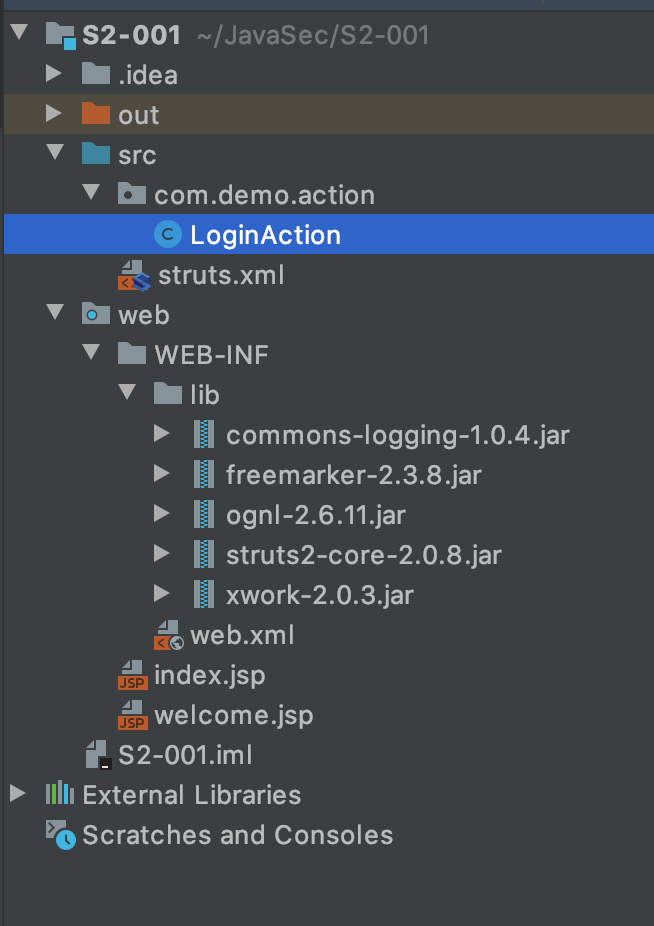 S2-001 ~/JavaSec/S2-001
.idea
out
src
com.demo.action
C LoginAction
struts.xml
web
WEB-INF
lib
commons-logging-1.0.4.jar
freemarker-2.3.8.jar
ognl-2.6.11.jar
struts2-core-2.0.8.jar
xwork-2.0.3.jar
web.xml
JSP index.jsp
JSP welcome.jsp
S2-001.iml
External Libraries
Scratches and Consoles